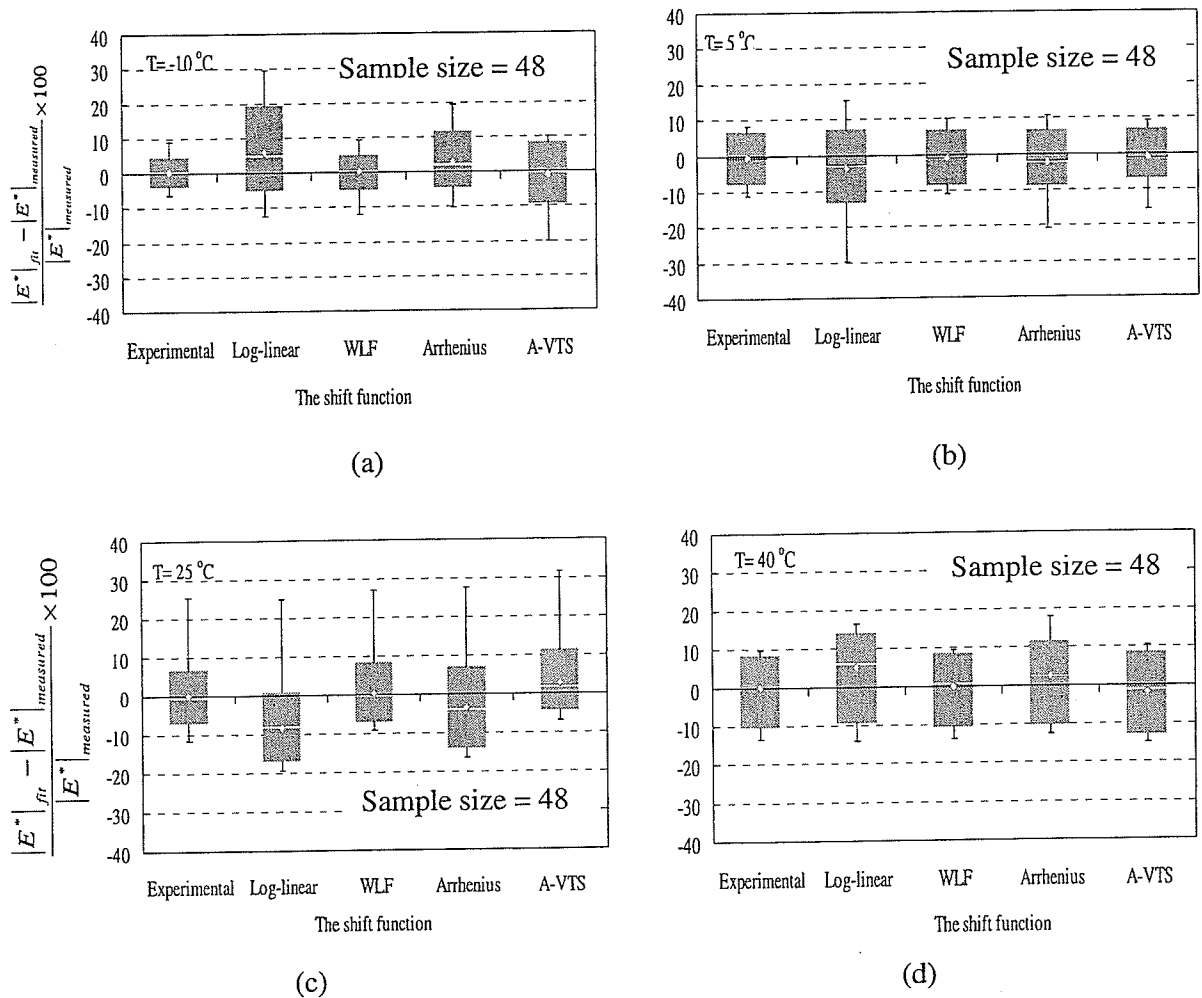 |E*|fit − |E*|measured / |E*|measured ×100
40
30
20
10
0
-10
-20
-30
-40
T= -10 °C
Sample size = 48
Experimental Log-linear WLF Arrhenius A-VTS
The shift function
(a)
40
30
20
10
0
-10
-20
-30
-40
T= 5 °C
Sample size = 48
Experimental Log-linear WLF Arrhenius A-VTS
The shift function
(b)
|E*|fit − |E*|measured / |E*|measured ×100
40
30
20
10
0
-10
-20
-30
-40
T= 25 °C
Sample size = 48
Experimental Log-linear WLF Arrhenius A-VTS
The shift function
(c)
40
30
20
10
0
-10
-20
-30
-40
T= 40 °C
Sample size = 48
Experimental Log-linear WLF Arrhenius A-VTS
The shift function
(d)